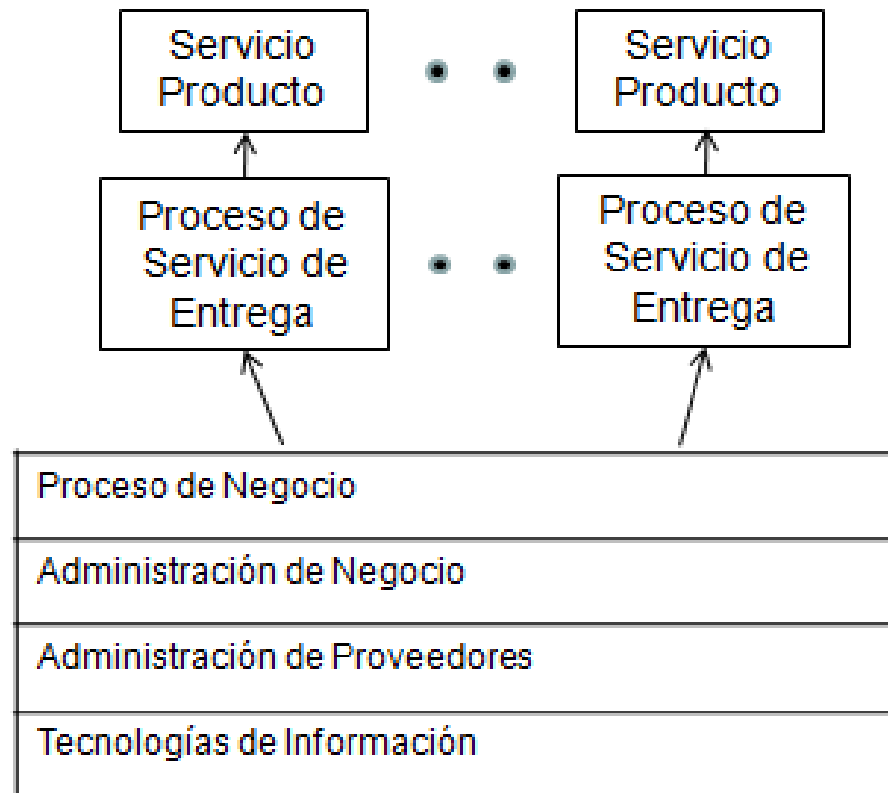 Servicio
Producto
Servicio
Producto
Proceso de
Servicio de
Entrega
Proceso de
Servicio de
Entrega
Proceso de Negocio
Administración de Negocio
Administración de Proveedores
Tecnologías de Información